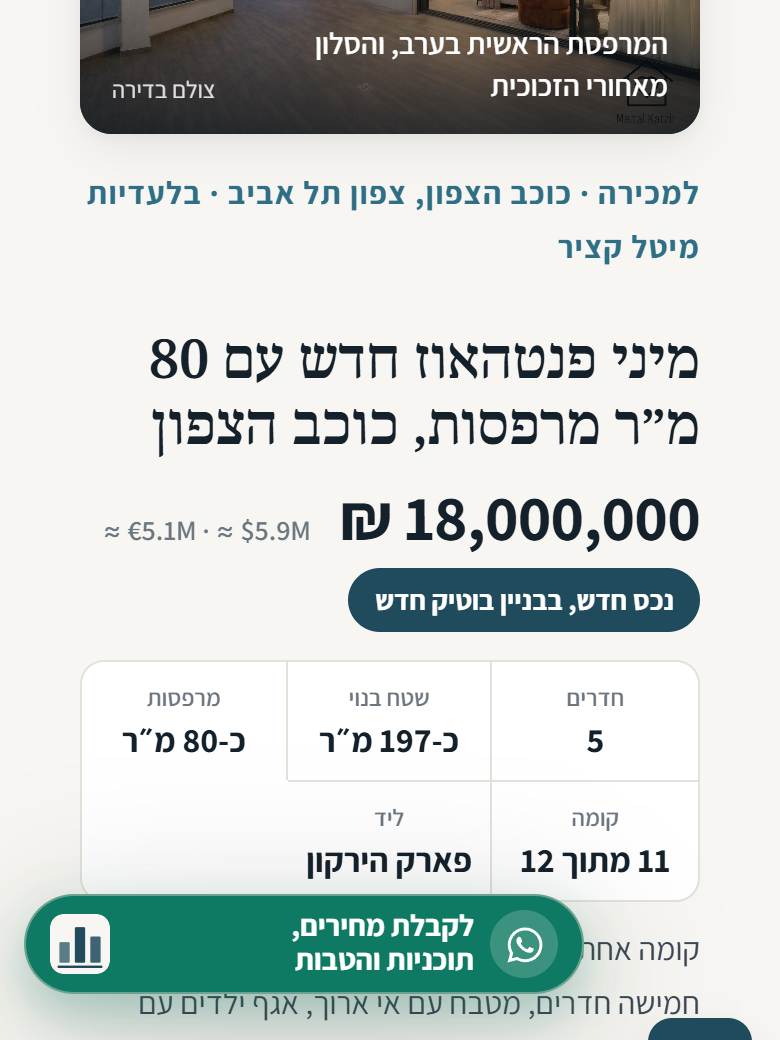 המרפסת הראשית בערב, והסלון
מאחורי הזכוכית
צולם בדירה
Meital Karzir
למכירה · כוכב הצפון, צפון תל אביב · בלעדיות
מיטל קציר
מיני פנטהאוז חדש עם 80
מ״ר מרפסות, כוכב הצפון
18,000,000 ₪
≈ €5.1M · ≈ $5.9M
נכס חדש, בבניין בוטיק חדש
חדרים
5
שטח בנוי
כ-197 מ״ר
מרפסות
כ-80 מ״ר
קומה
11 מתוך 12
ליד
פארק הירקון
לקבלת מחירים,
תוכניות והטבות
קומה אחת
חמישה חדרים, מטבח עם אי ארוך, אגף ילדים עם